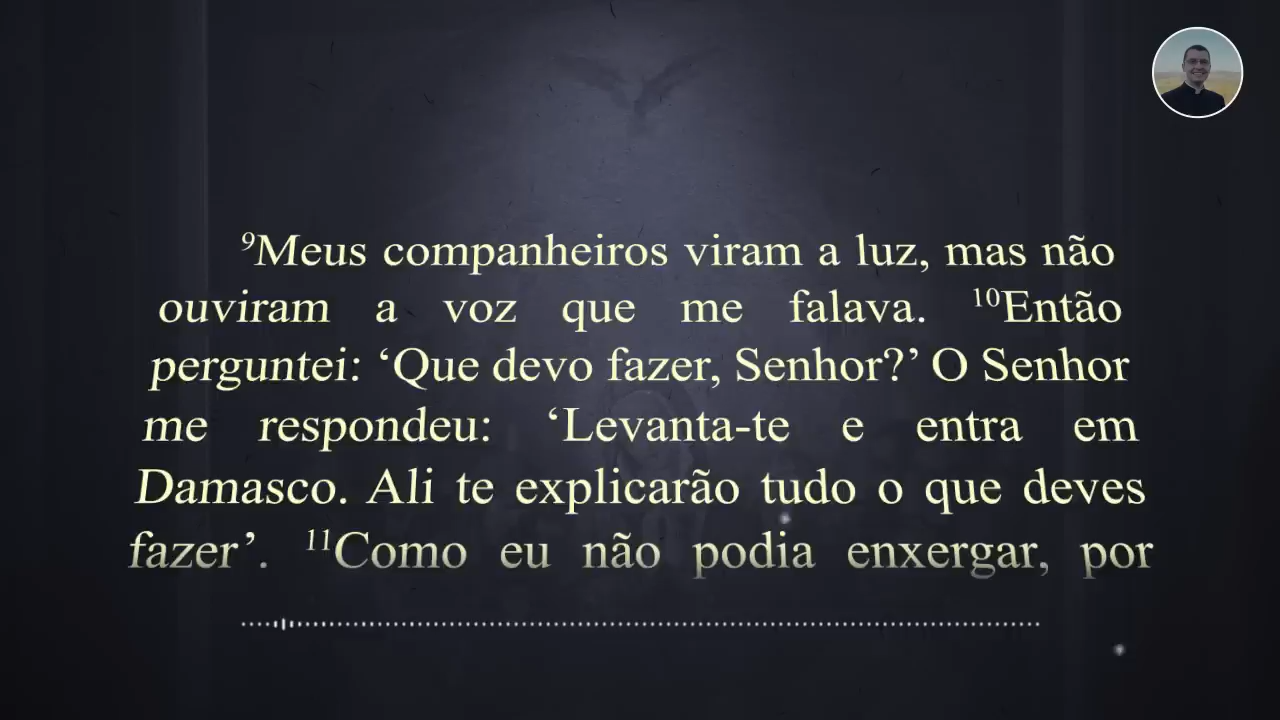 ⁹Meus companheiros viram a luz, mas não
ouviram a voz que me falava. ¹⁰Então
perguntei: ‘Que devo fazer, Senhor?’ O Senhor
me respondeu: ‘Levanta-te e entra em
Damasco. Ali te explicarão tudo o que deves
fazer’. ¹¹Como eu não podia enxergar, por